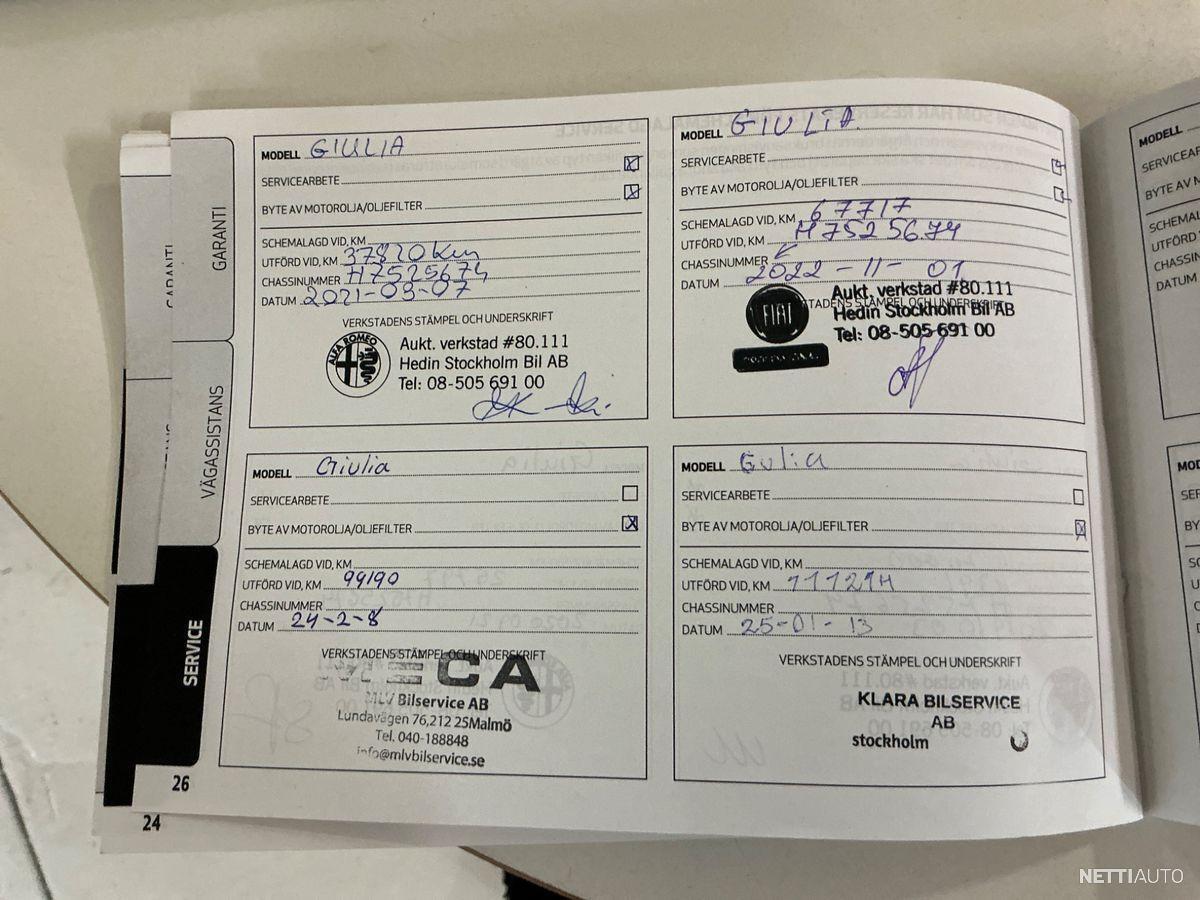 GARANTI
VÄGASSISTANS
SERVICE
MODELL GIULIA
SERVICEARBETE
BYTE AV MOTOROLJA/OLJEFILTER
SCHEMALAGD VID, KM
UTFÖRD VID, KM 37820 Km
CHASSINUMMER H7525674
DATUM 2021-09-07
VERKSTADENS STÄMPEL OCH UNDERSKRIFT
ALFA ROMEO
Aukt. verkstad #80.111
Hedin Stockholm Bil AB
Tel: 08-505 691 00
MODELL GIULIA.
SERVICEARBETE
BYTE AV MOTOROLJA/OLJEFILTER
SCHEMALAGD VID, KM 67717
UTFÖRD VID, KM H7525674
CHASSINUMMER
DATUM 2022-11-01
FIAT
PROFESSIONAL
Aukt. verkstad #80.111
Hedin Stockholm Bil AB
Tel: 08-505 691 00
MODELL Giulia
SERVICEARBETE
BYTE AV MOTOROLJA/OLJEFILTER
SCHEMALAGD VID, KM
UTFÖRD VID, KM 99190
CHASSINUMMER
DATUM 24-2-8
VERKSTADENS STÄMPEL OCH UNDERSKRIFT
MECA
MLV Bilservice AB
Lundavägen 76,212 25Malmö
Tel. 040-188848
info@mlvbilservice.se
MODELL Gulia
SERVICEARBETE
BYTE AV MOTOROLJA/OLJEFILTER
SCHEMALAGD VID, KM
UTFÖRD VID, KM
CHASSINUMMER
DATUM 25-01-13
VERKSTADENS STÄMPEL OCH UNDERSKRIFT
KLARA BILSERVICE
AB
stockholm
26
24
MODELL
NETTIAUTO